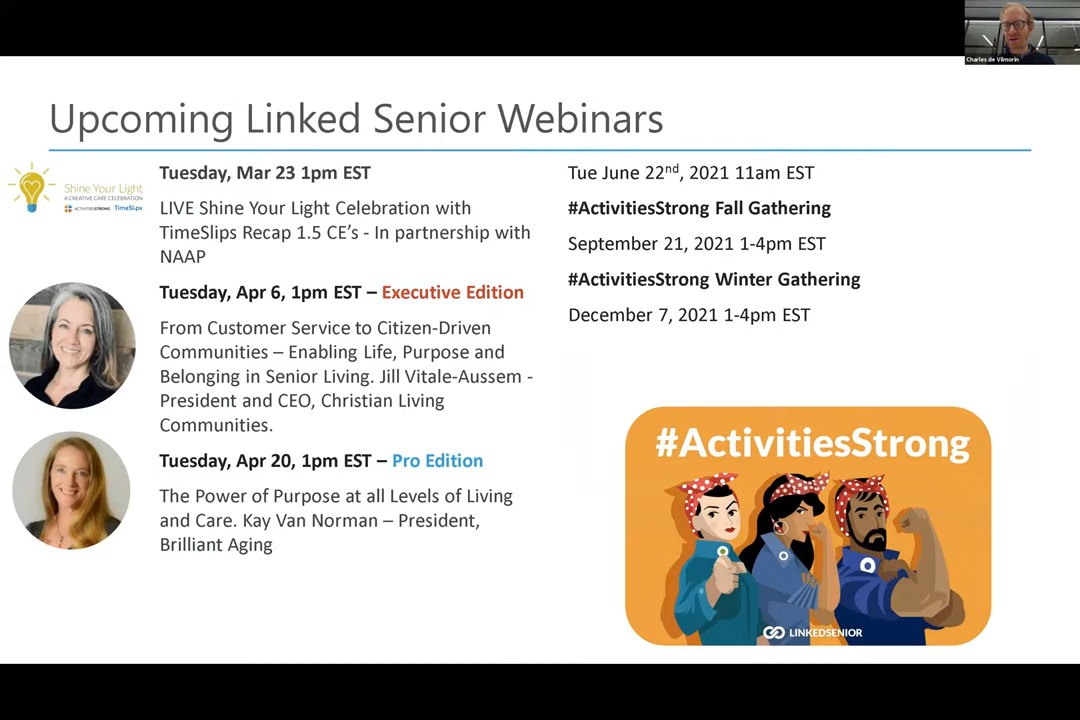 Charles de Vilmorin
Upcoming Linked Senior Webinars
Shine Your Light
A CREATIVE CARE CELEBRATION
ACTIVITIESSTRONG TimeSlips
Tuesday, Mar 23 1pm EST
LIVE Shine Your Light Celebration with
TimeSlips Recap 1.5 CE’s - In partnership with
NAAP
Tuesday, Apr 6, 1pm EST – Executive Edition
From Customer Service to Citizen-Driven
Communities – Enabling Life, Purpose and
Belonging in Senior Living. Jill Vitale-Aussem -
President and CEO, Christian Living
Communities.
Tuesday, Apr 20, 1pm EST – Pro Edition
The Power of Purpose at all Levels of Living
and Care. Kay Van Norman – President,
Brilliant Aging
Tue June 22nd, 2021 11am EST
#ActivitiesStrong Fall Gathering
September 21, 2021 1-4pm EST
#ActivitiesStrong Winter Gathering
December 7, 2021 1-4pm EST
#ActivitiesStrong
LINKEDSENIOR